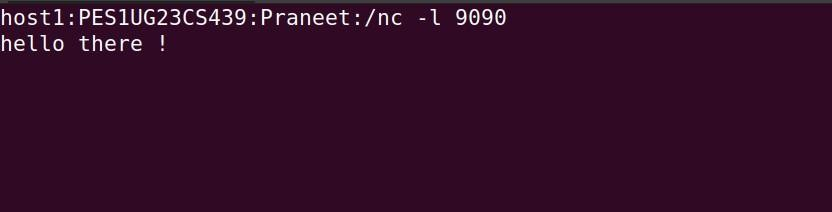 host1:PES1UG23CS439:Praneet:/nc -l 9090
hello there !